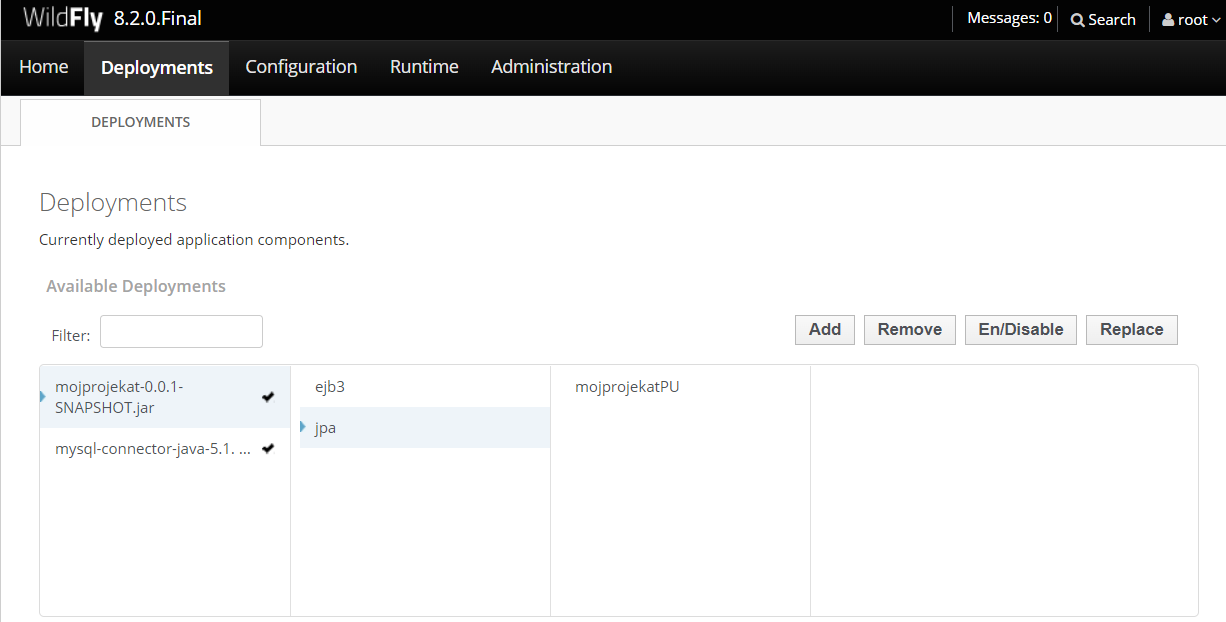 WildFly 8.2.0.Final Messages: 0 Search root
Home Deployments Configuration Runtime Administration
DEPLOYMENTS
Deployments
Currently deployed application components.
Available Deployments
Filter: Add Remove En/Disable Replace
mojprojekat-0.0.1-
SNAPSHOT.jar
mysql-connector-java-5.1. ...
ejb3
jpa
mojprojekatPU